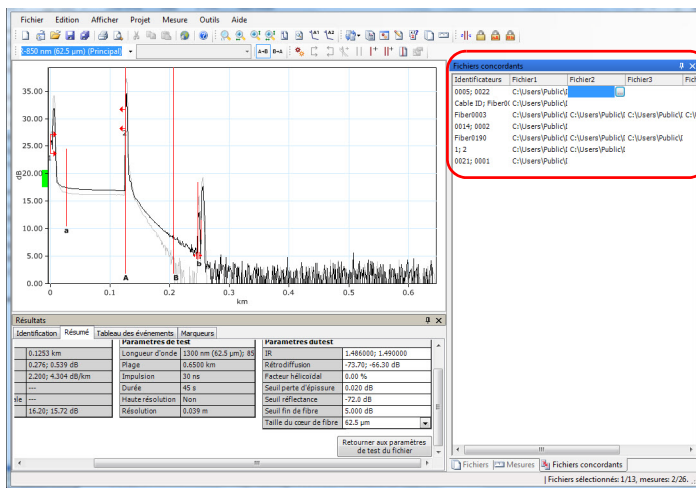 Fichier Edition Afficher Projet Mesure Outils Aide
-850 nm (62.5 µm) (Principal)
A→B B→A
Fichiers concordants
Identificateurs Fichier1 Fichier2 Fichier3
0005; 0022 C:\Users\Public\
Cable ID; Fiber0 C:\Users\Public\
Fiber0003 C:\Users\Public\ C:\Users\Public\ C:\Users\Public\
0014; 0002 C:\Users\Public\
Fiber0190 C:\Users\Public\ C:\Users\Public\
1; 2 C:\Users\Public\ C:\Users\Public\
0021; 0001 C:\Users\Public\
35.00
30.00
25.00
20.00
dB
15.00
10.00
5.00
0.00
a
A
B
b
0 0.1 0.2 0.3 0.4 0.5 0.6
km
Résultats
Identification Résumé Tableau des événements Marqueurs
Paramètres de test Paramètres du test
0.1253 km Longueur d'onde 1300 nm (62.5 µm); 85 IR 1.486000; 1.490000
0.276; 0.539 dB Plage 0.6500 km Rétrodiffusion -73.70; -66.30 dB
2.200; 4.304 dB/km Impulsion 30 ns Facteur hélicoïdal 0.00 %
--- Durée 45 s Seuil perte d'épissure 0.020 dB
ale --- Haute résolution Non Seuil réflectance -72.0 dB
16.20; 15.72 dB Résolution 0.039 m Seuil fin de fibre 5.000 dB
Taille du cœur de fibre 62.5 µm
Retourner aux paramètres
de test du fichier
Fichiers Mesures Fichiers concordants
Fichiers sélectionnés: 1/13, mesures: 2/26.